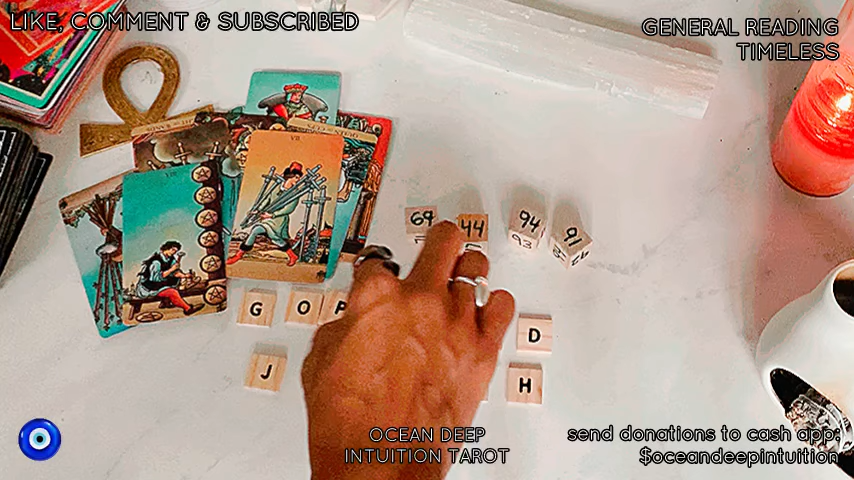 LIKE, COMMENT & SUBSCRIBED
GENERAL READING
TIMELESS
VII
69
44
94
93
91
G O P
D
J
H
OCEAN DEEP
INTUITION TAROT
send donations to cash app:
$oceandeepintuition